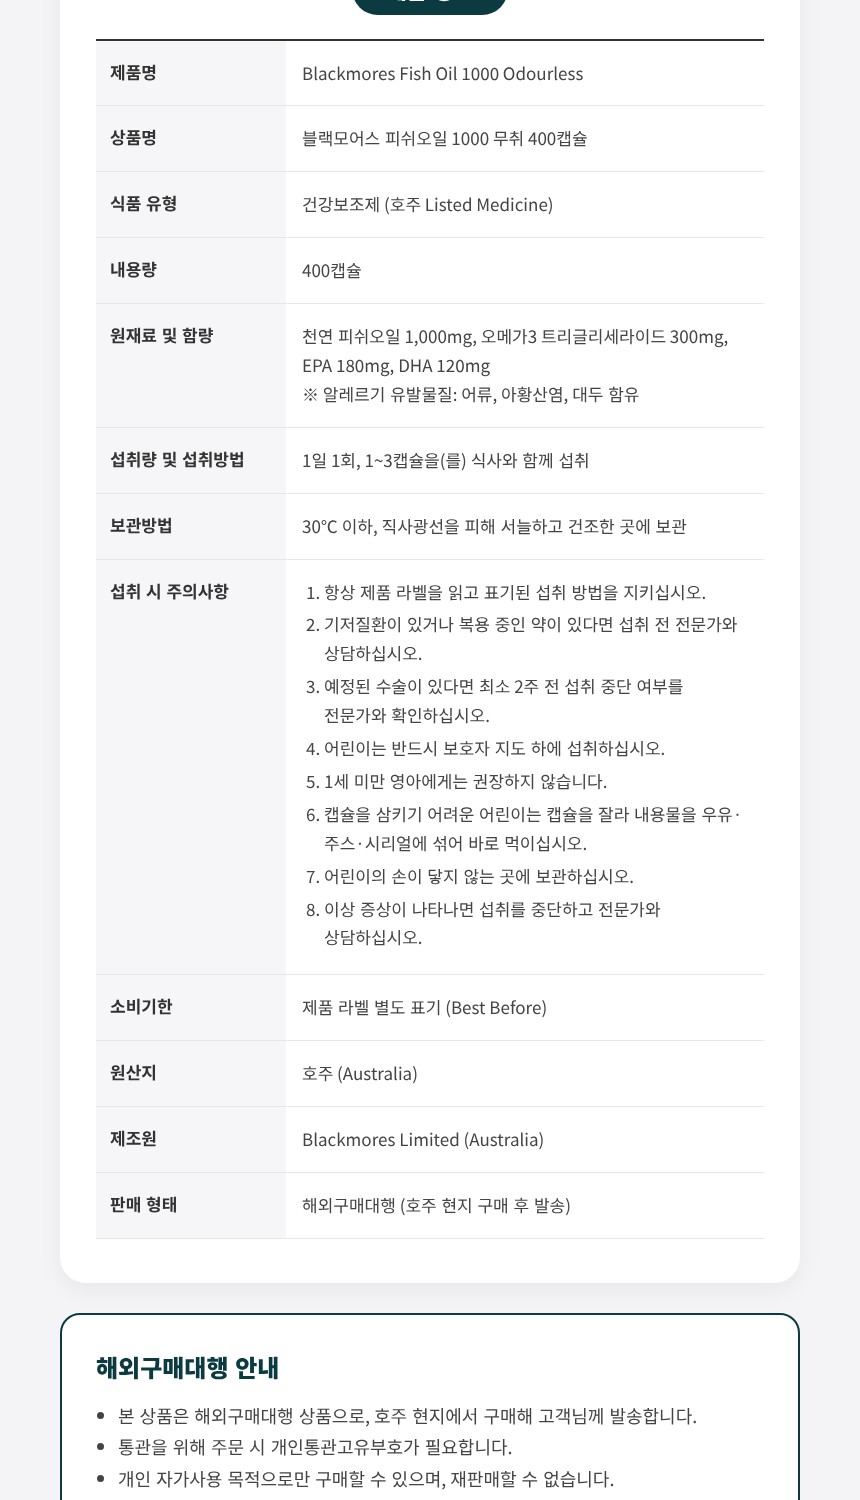 제품명
Blackmores Fish Oil 1000 Odourless
상품명
블랙모어스 피쉬오일 1000 무취 400캡슐
식품 유형
건강보조제 (호주 Listed Medicine)
내용량
400캡슐
원재료 및 함량
천연 피쉬오일 1,000mg, 오메가3 트리글리세라이드 300mg,
EPA 180mg, DHA 120mg
※ 알레르기 유발물질: 어류, 아황산염, 대두 함유
섭취량 및 섭취방법
1일 1회, 1~3캡슐을(를) 식사와 함께 섭취
보관방법
30℃ 이하, 직사광선을 피해 서늘하고 건조한 곳에 보관
섭취 시 주의사항
1. 항상 제품 라벨을 읽고 표기된 섭취 방법을 지키십시오.
2. 기저질환이 있거나 복용 중인 약이 있다면 섭취 전 전문가와
상담하십시오.
3. 예정된 수술이 있다면 최소 2주 전 섭취 중단 여부를
전문가와 확인하십시오.
4. 어린이는 반드시 보호자 지도 하에 섭취하십시오.
5. 1세 미만 영아에게는 권장하지 않습니다.
6. 캡슐을 삼키기 어려운 어린이는 캡슐을 잘라 내용물을 우유·
주스·시리얼에 섞어 바로 먹이십시오.
7. 어린이의 손이 닿지 않는 곳에 보관하십시오.
8. 이상 증상이 나타나면 섭취를 중단하고 전문가와
상담하십시오.
소비기한
제품 라벨 별도 표기 (Best Before)
원산지
호주 (Australia)
제조원
Blackmores Limited (Australia)
판매 형태
해외구매대행 (호주 현지 구매 후 발송)
해외구매대행 안내
• 본 상품은 해외구매대행 상품으로, 호주 현지에서 구매해 고객님께 발송합니다.
• 통관을 위해 주문 시 개인통관고유부호가 필요합니다.
• 개인 자가사용 목적으로만 구매할 수 있으며, 재판매할 수 없습니다.